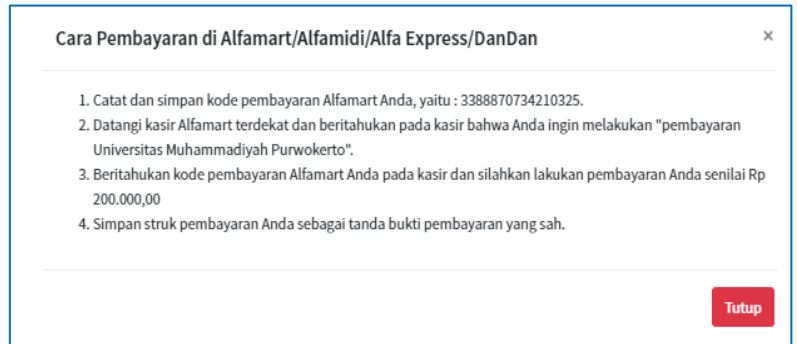 Cara Pembayaran di Alfamart/Alfamidi/Alfa Express/DanDan
×
1. Catat dan simpan kode pembayaran Alfamart Anda, yaitu : 3388870734210325.
2. Datangi kasir Alfamart terdekat dan beritahukan pada kasir bahwa Anda ingin melakukan "pembayaran
Universitas Muhammadiyah Purwokerto".
3. Beritahukan kode pembayaran Alfamart Anda pada kasir dan silahkan lakukan pembayaran Anda senilai Rp
200.000,00
4. Simpan struk pembayaran Anda sebagai tanda bukti pembayaran yang sah.
Tutup